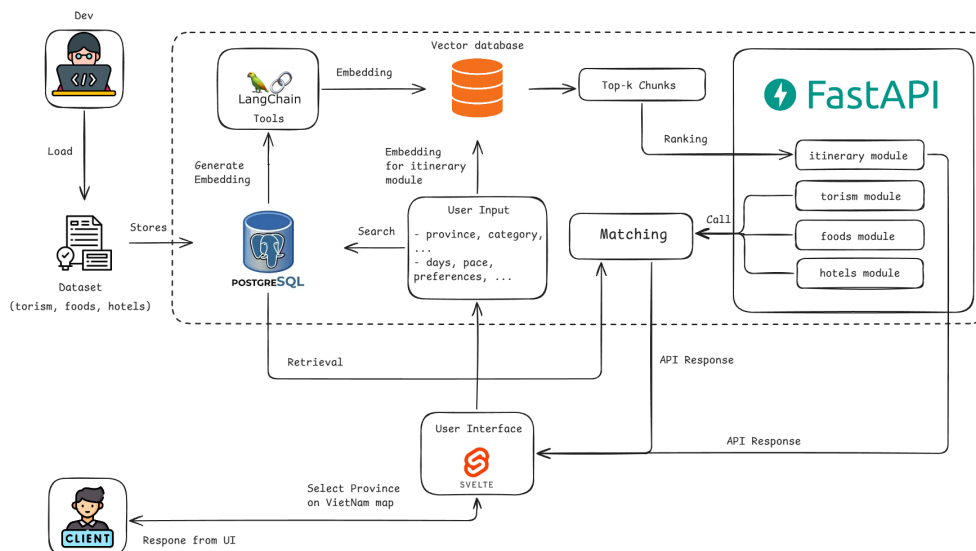 Dev
</>
Load
Dataset
(torism, foods, hotels)
Stores
LangChain
Tools
Generate
Embedding
PostgreSQL
Embedding
Vector database
Embedding
for itinerary
module
Search
User Input
- province, category,
...
- days, pace,
preferences, ...
Top-k Chunks
Ranking
Matching
Call
FastAPI
itinerary module
torism module
foods module
hotels module
Retrieval
API Response
API Response
User Interface
SVELTE
Select Province
on VietNam map
Respone from UI
CLIENT